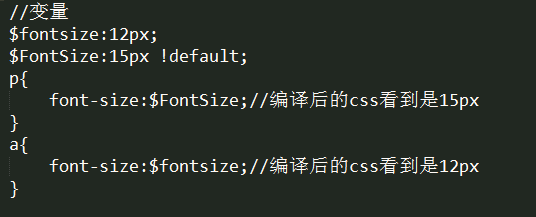 //变量
$fontsize:12px;
$FontSize:15px !default;
p{
    font-size:$FontSize;//编译后的css看到是15px
}
a{
    font-size:$fontsize;//编译后的css看到是12px
}